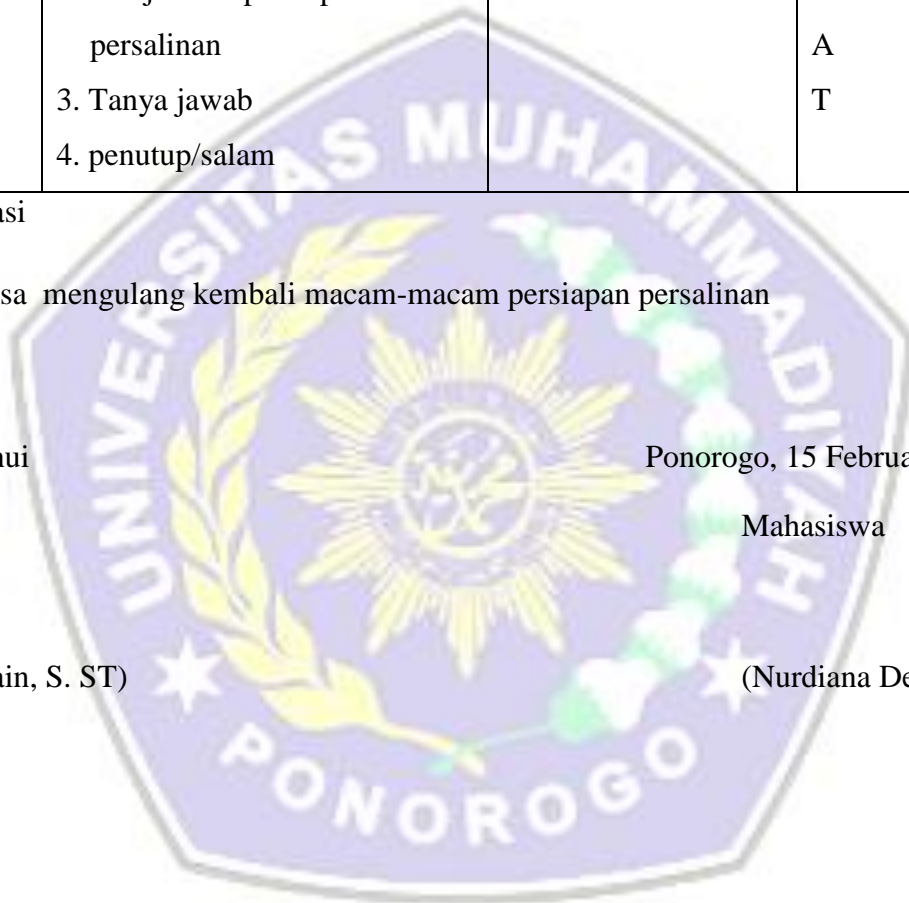 persalinan A
3. Tanya jawab T
4. penutup/salam
asi
sa mengulang kembali macam-macam persiapan persalinan
Ponorogo, 15 Februa
Mahasiswa
ain, S. ST) (Nurdiana De
UNIVERSITAS MUHAMMADIYAH
PONOROGO